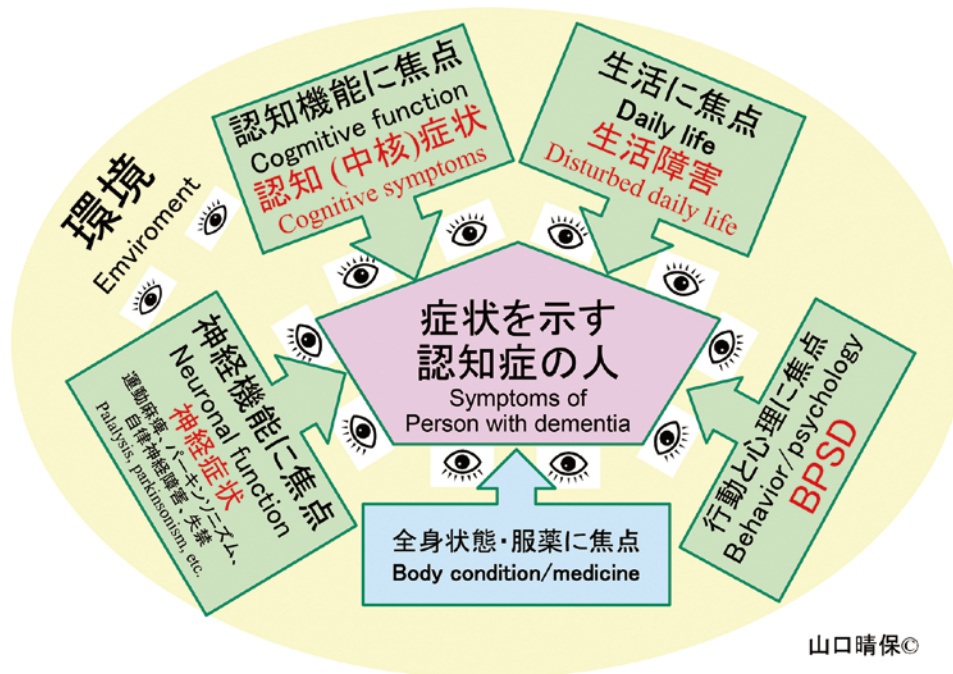 環境
Emviroment
認知機能に焦点
Cogmitive function
認知 (中核)症状
Cognitive symptoms
生活に焦点
Daily life
生活障害
Disturbed daily life
神経機能に焦点
Neuronal function
神経症状
運動麻痺、パーキンソニズム、
自律神経障害、失禁
Palalysis, parkinsonism, etc.
症状を示す
認知症の人
Symptoms of
Person with dementia
行動と心理に焦点
Behavior/psychology
BPSD
全身状態・服薬に焦点
Body condition/medicine
山口晴保©